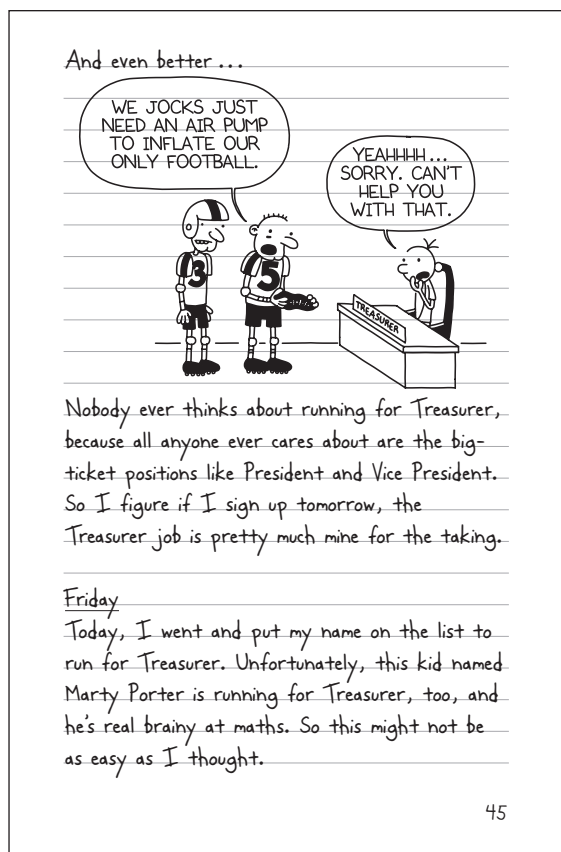 And even better ...
WE JOCKS JUST
NEED AN AIR PUMP
TO INFLATE OUR
ONLY FOOTBALL.
YEAHHHH ...
SORRY. CAN'T
HELP YOU
WITH THAT.
3
5
TREASURER
Nobody ever thinks about running for Treasurer,
because all anyone ever cares about are the big-
ticket positions like President and Vice President.
So I figure if I sign up tomorrow, the
Treasurer job is pretty much mine for the taking.
Friday
Today, I went and put my name on the list to
run for Treasurer. Unfortunately, this kid named
Marty Porter is running for Treasurer, too, and
he's real brainy at maths. So this might not be
as easy as I thought.
45